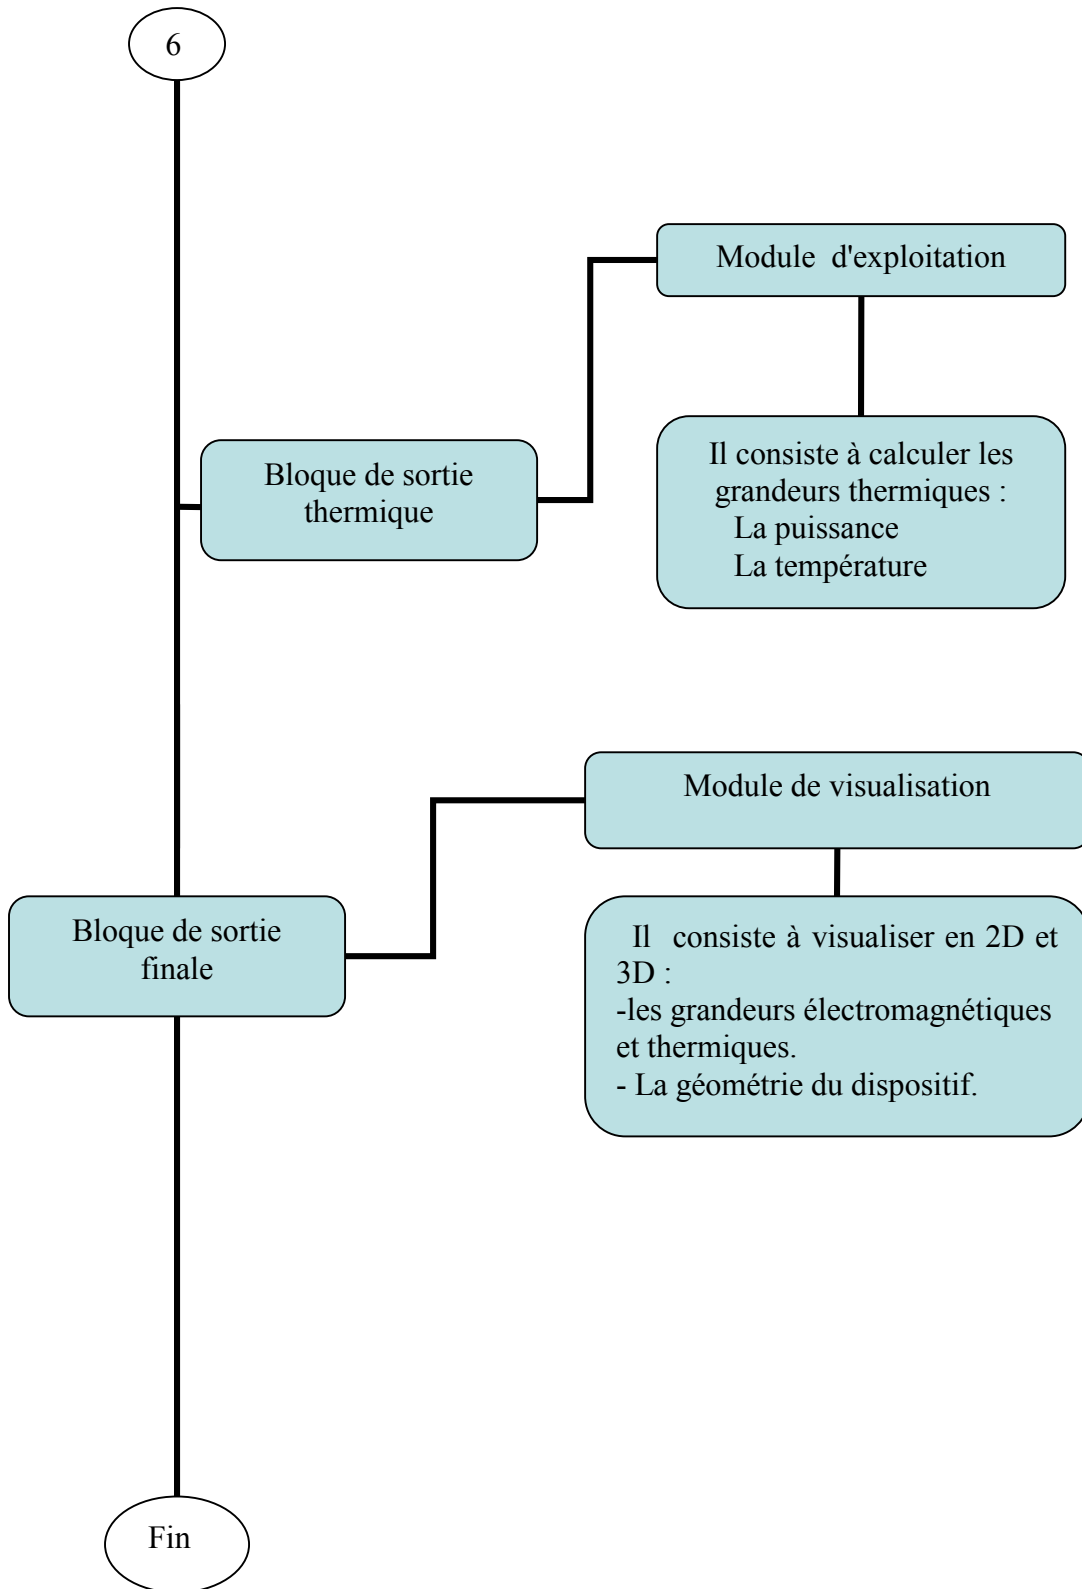 6
Module d'exploitation
Bloque de sortie
thermique
Il consiste à calculer les
grandeurs thermiques :
La puissance
La température
Module de visualisation
Bloque de sortie
finale
Il consiste à visualiser en 2D et
3D :
-les grandeurs électromagnétiques
et thermiques.
- La géométrie du dispositif.
Fin